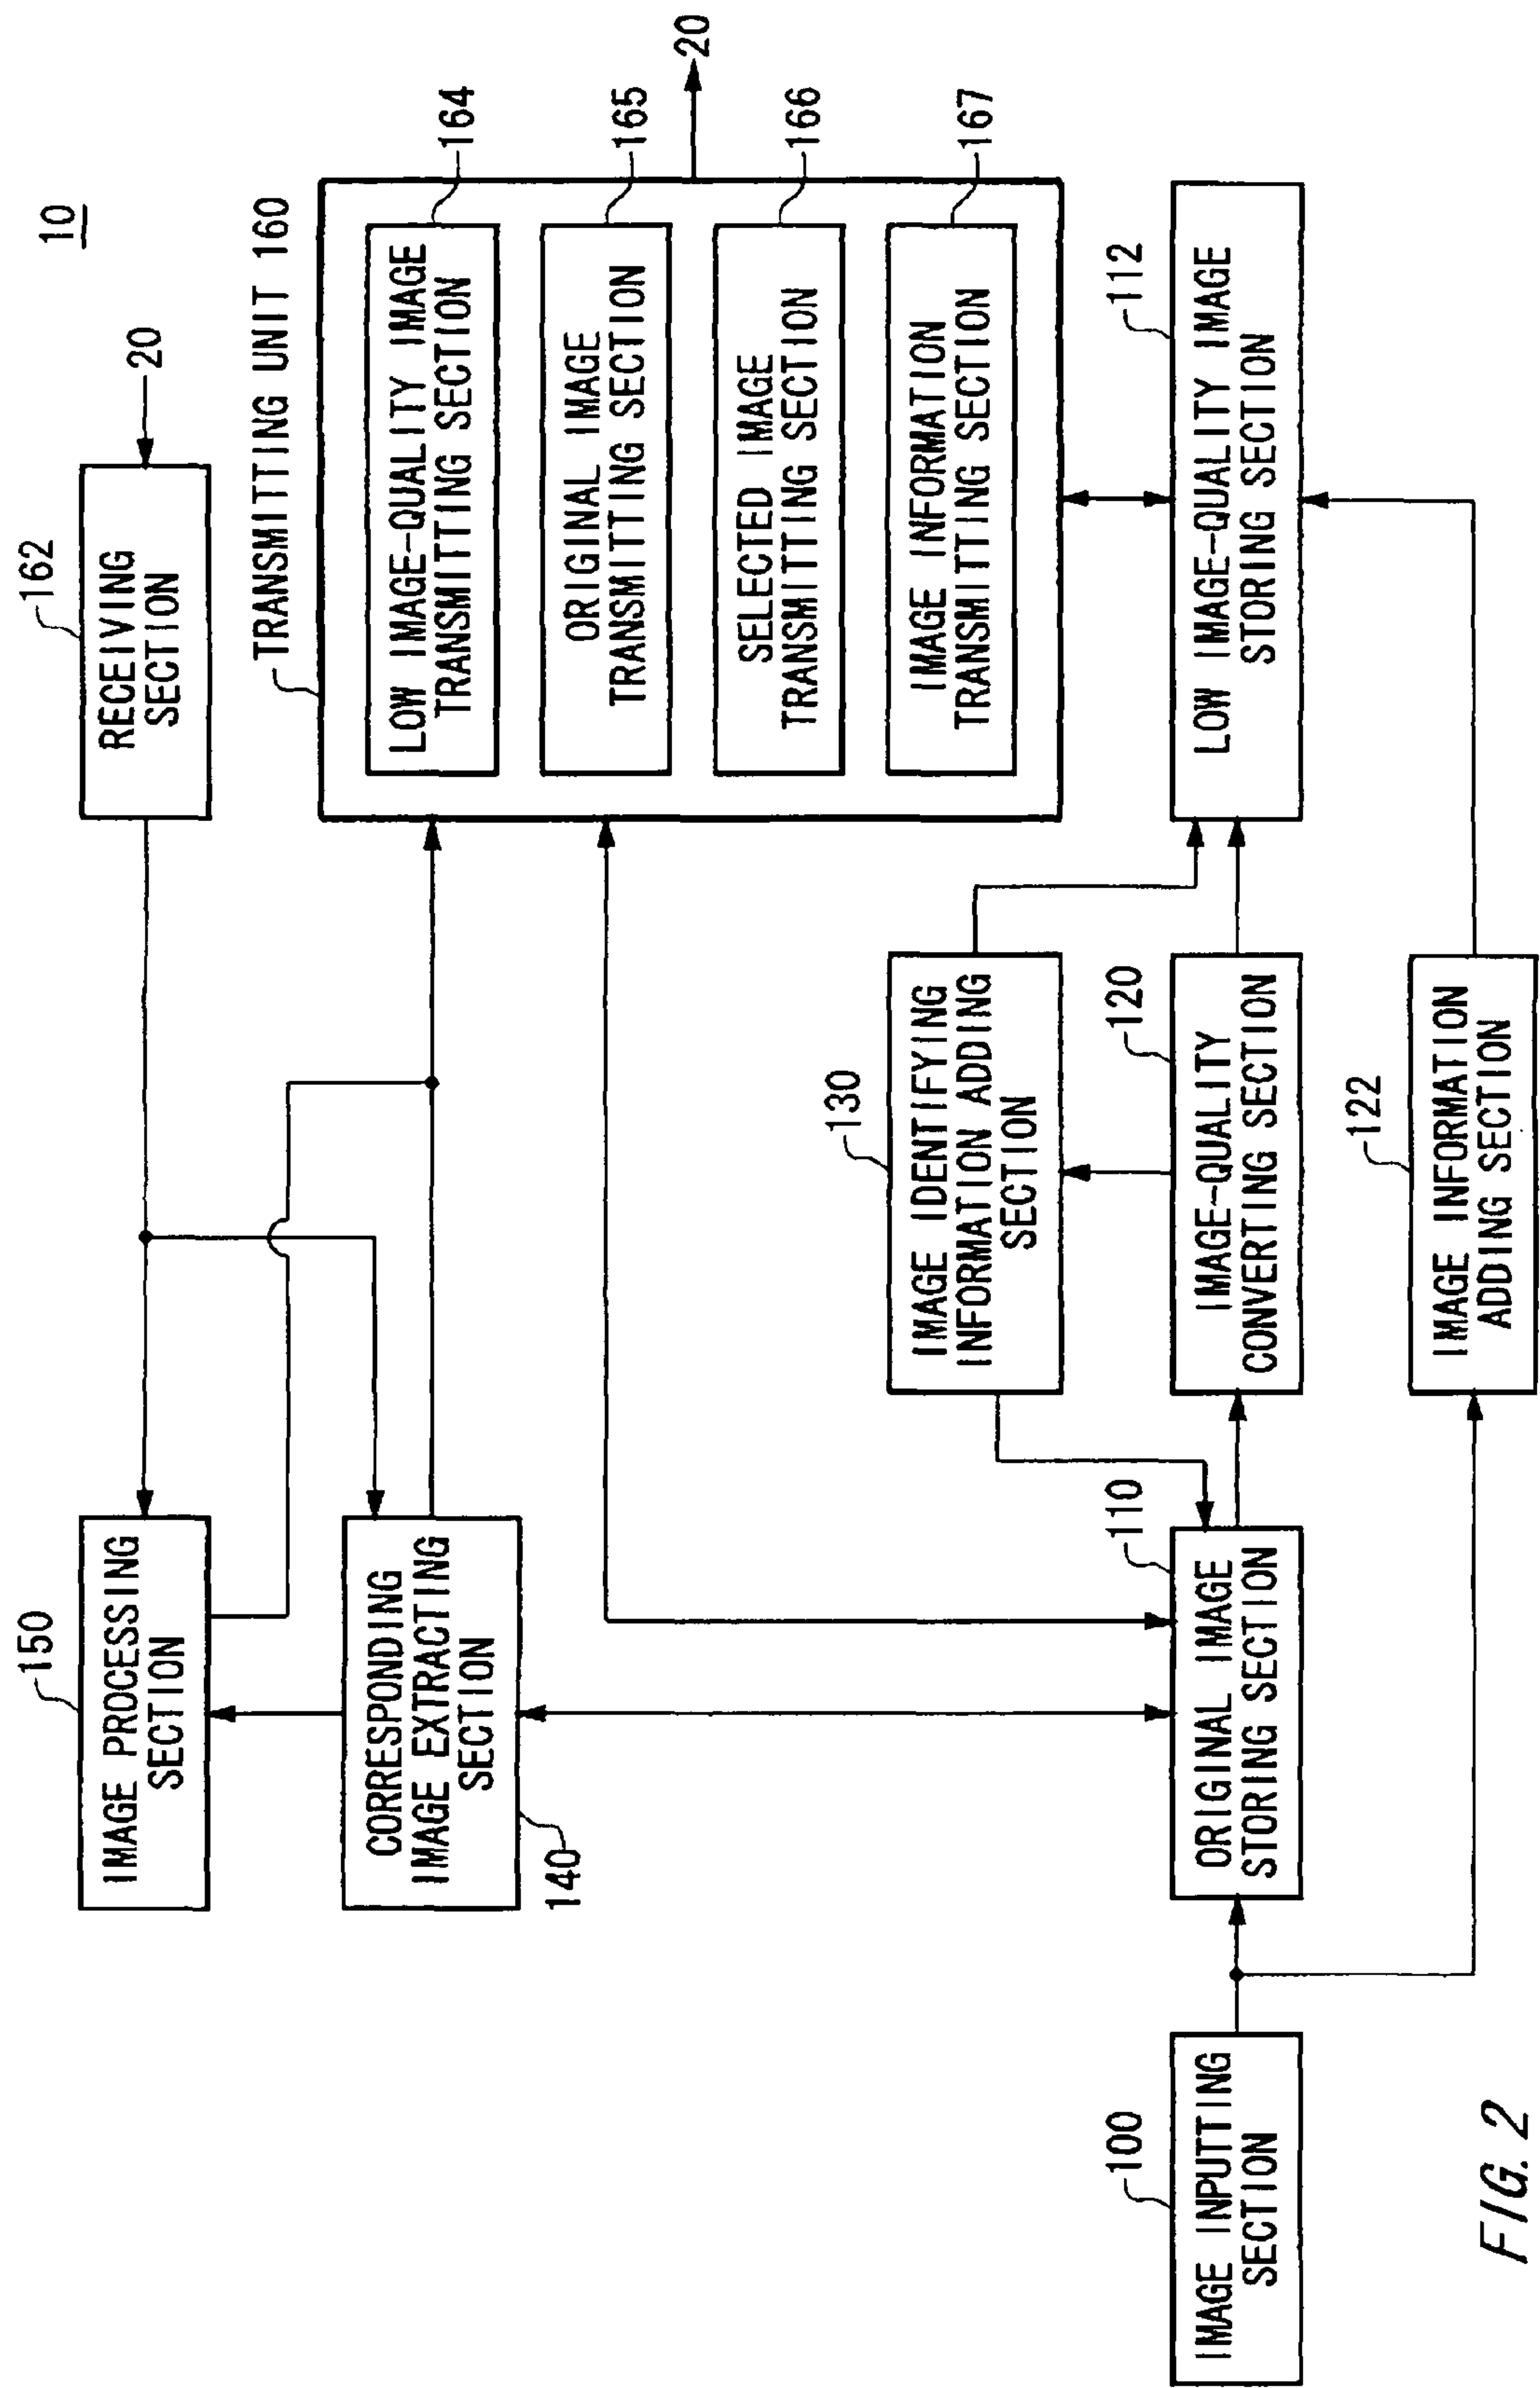 10
20
162
RECEIVING
SECTION
150
IMAGE PROCESSING
SECTION
CORRESPONDING
IMAGE EXTRACTING
SECTION
140
TRANSMITTING UNIT 160
LOW IMAGE-QUALITY IMAGE
TRANSMITTING SECTION
164
ORIGINAL IMAGE
TRANSMITTING SECTION
165
SELECTED IMAGE
TRANSMITTING SECTION
166
IMAGE INFORMATION
TRANSMITTING SECTION
167
20
130
IMAGE IDENTIFYING
INFORMATION ADDING
SECTION
100
IMAGE INPUTTING
SECTION
110
ORIGINAL IMAGE
STORING SECTION
120
IMAGE-QUALITY
CONVERTING SECTION
112
LOW IMAGE-QUALITY IMAGE
STORING SECTION
122
IMAGE INFORMATION
ADDING SECTION
FIG. 2